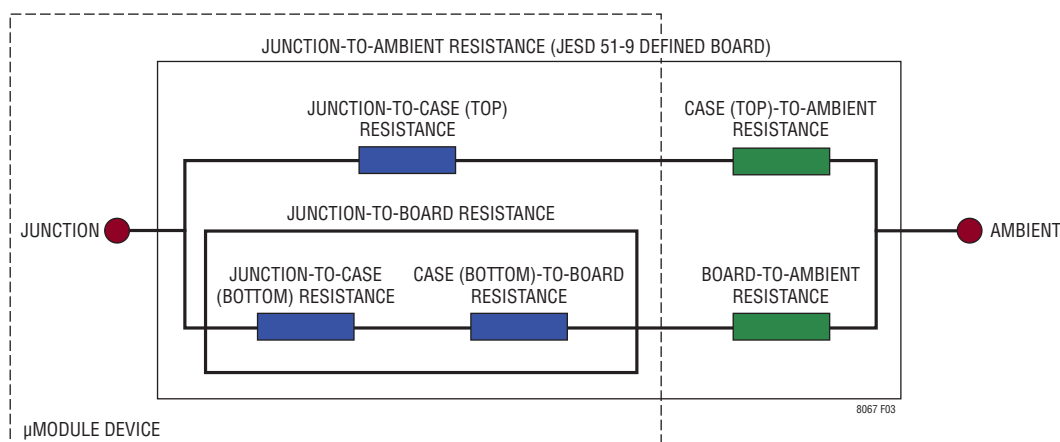 JUNCTION-TO-AMBIENT RESISTANCE (JESD 51-9 DEFINED BOARD)
JUNCTION-TO-CASE (TOP)
RESISTANCE
CASE (TOP)-TO-AMBIENT
RESISTANCE
JUNCTION-TO-BOARD RESISTANCE
JUNCTION
AMBIENT
JUNCTION-TO-CASE
(BOTTOM) RESISTANCE
CASE (BOTTOM)-TO-BOARD
RESISTANCE
BOARD-TO-AMBIENT
RESISTANCE
8067 F03
µMODULE DEVICE